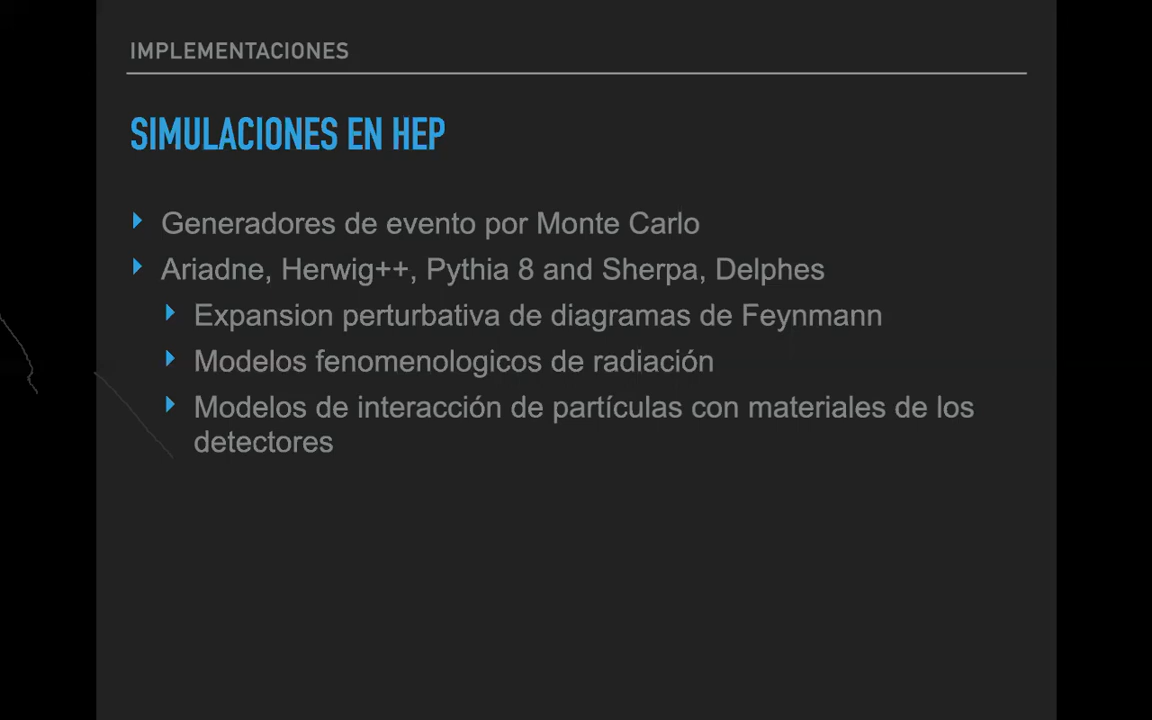 IMPLEMENTACIONES
SIMULACIONES EN HEP
Generadores de evento por Monte Carlo
Ariadne, Herwig++, Pythia 8 and Sherpa, Delphes
Expansion perturbativa de diagramas de Feynmann
Modelos fenomenologicos de radiación
Modelos de interacción de partículas con materiales de los
detectores